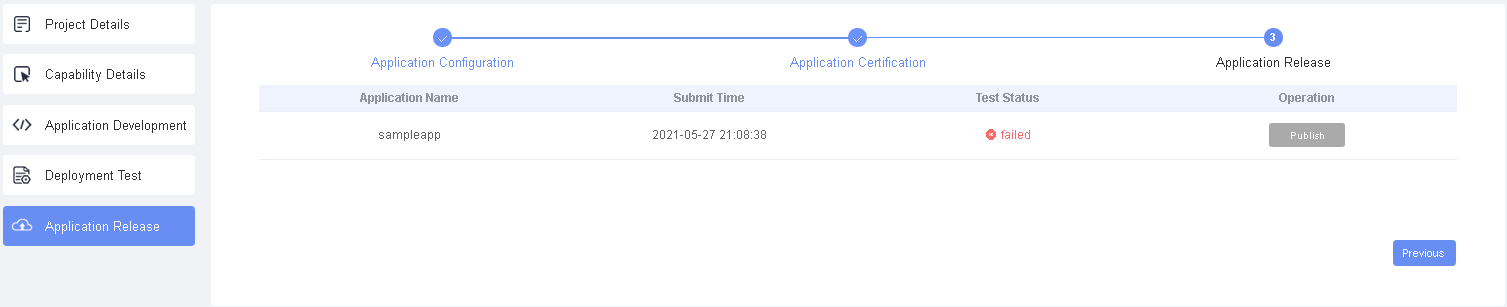 Project Details
Capability Details
Application Development
Deployment Test
Application Release
3
Application Configuration Application Certification Application Release
Application Name Submit Time Test Status Operation
sampleapp 2021-05-27 21:08:38 failed Publish
Previous